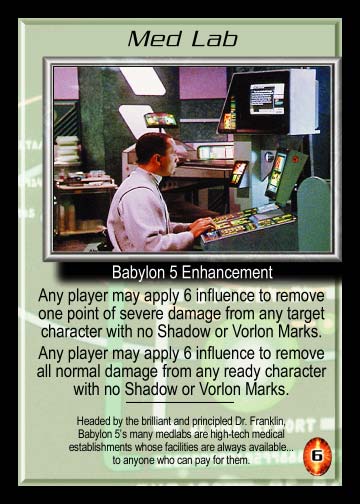 Med Lab
Babylon 5 Enhancement
Any player may apply 6 influence to remove
one point of severe damage from any target
character with no Shadow or Vorlon Marks.
Any player may apply 6 influence to remove
all normal damage from any ready character
with no Shadow or Vorlon Marks.
Headed by the brilliant and principled Dr. Franklin,
Babylon 5's many medlabs are high-tech medical
establishments whose facilities are always available...
to anyone who can pay for them.
6